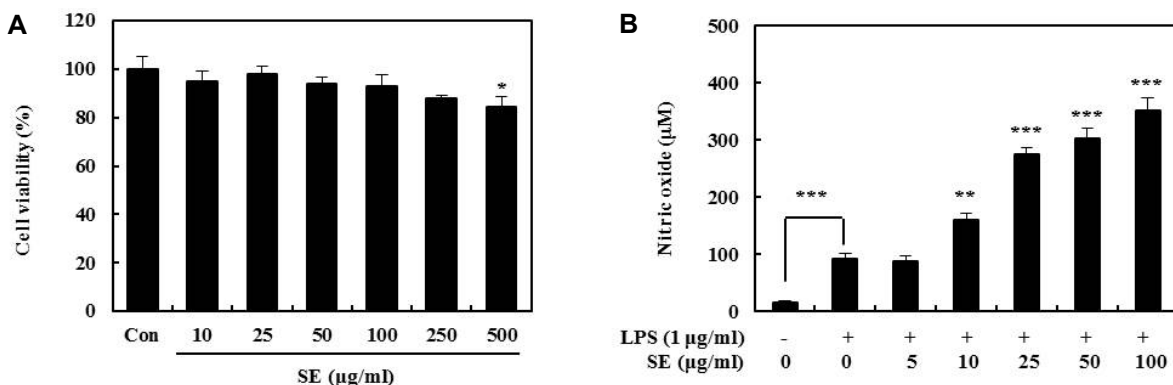 A
120
100
80
60
40
20
0
Cell viability (%)
*
Con 10 25 50 100 250 500
SE (µg/ml)
B
500
400
300
200
100
0
Nitric oxide (µM)
*** ** *** *** ***
LPS (1 µg/ml) - + + + + + +
SE (µg/ml) 0 0 5 10 25 50 100